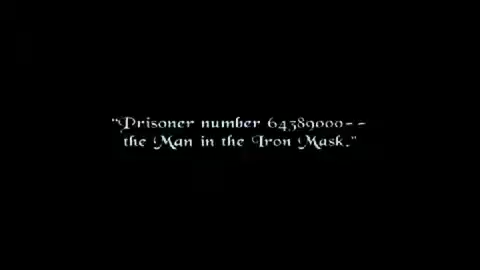 "Prisoner number 64389000--
the Man in the Iron Mask."